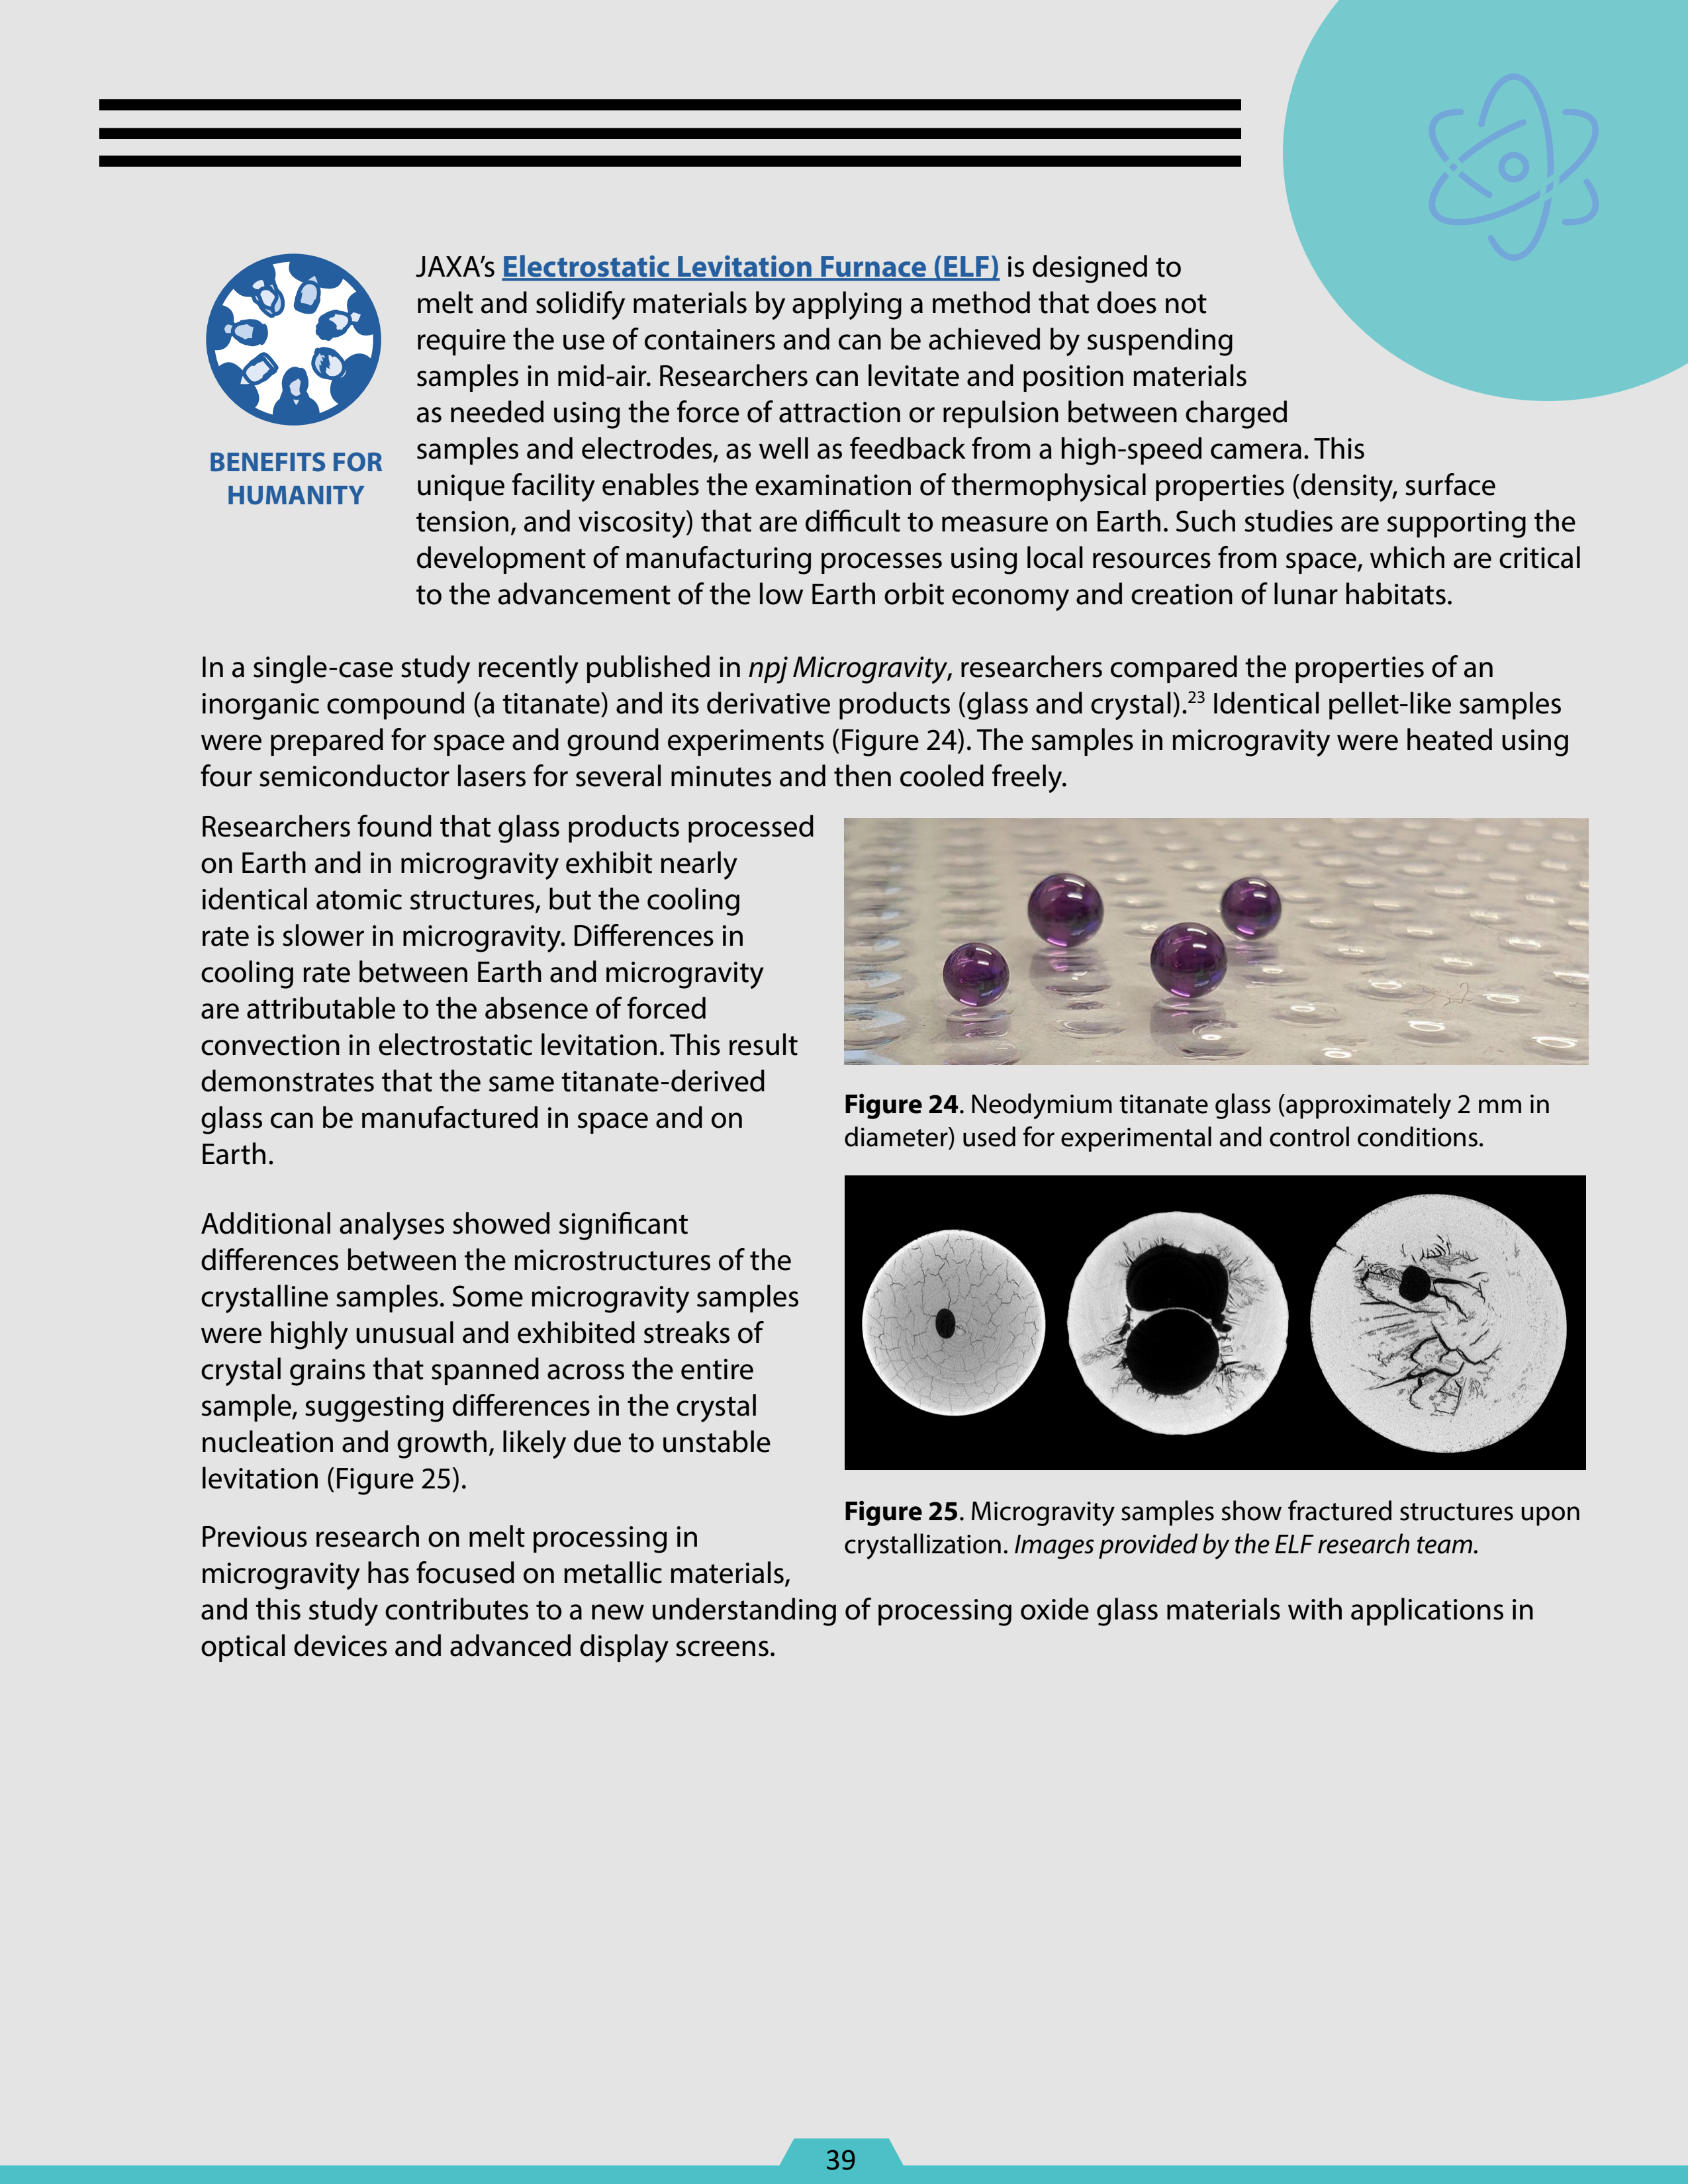 BENEFITS FOR
HUMANITY
JAXA’s Electrostatic Levitation Furnace (ELF) is designed to
melt and solidify materials by applying a method that does not
require the use of containers and can be achieved by suspending
samples in mid-air. Researchers can levitate and position materials
as needed using the force of attraction or repulsion between charged
samples and electrodes, as well as feedback from a high-speed camera. This
unique facility enables the examination of thermophysical properties (density, surface
tension, and viscosity) that are difficult to measure on Earth. Such studies are supporting the
development of manufacturing processes using local resources from space, which are critical
to the advancement of the low Earth orbit economy and creation of lunar habitats.
In a single-case study recently published in npj Microgravity, researchers compared the properties of an
inorganic compound (a titanate) and its derivative products (glass and crystal).23 Identical pellet-like samples
were prepared for space and ground experiments (Figure 24). The samples in microgravity were heated using
four semiconductor lasers for several minutes and then cooled freely.
Researchers found that glass products processed
on Earth and in microgravity exhibit nearly
identical atomic structures, but the cooling
rate is slower in microgravity. Differences in
cooling rate between Earth and microgravity
are attributable to the absence of forced
convection in electrostatic levitation. This result
demonstrates that the same titanate-derived
glass can be manufactured in space and on
Earth.
Additional analyses showed significant
differences between the microstructures of the
crystalline samples. Some microgravity samples
were highly unusual and exhibited streaks of
crystal grains that spanned across the entire
sample, suggesting differences in the crystal
nucleation and growth, likely due to unstable
levitation (Figure 25).
Previous research on melt processing in
microgravity has focused on metallic materials,
and this study contributes to a new understanding of processing oxide glass materials with applications in
optical devices and advanced display screens.
Figure 24. Neodymium titanate glass (approximately 2 mm in
diameter) used for experimental and control conditions.
Figure 25. Microgravity samples show fractured structures upon
crystallization. Images provided by the ELF research team.
39